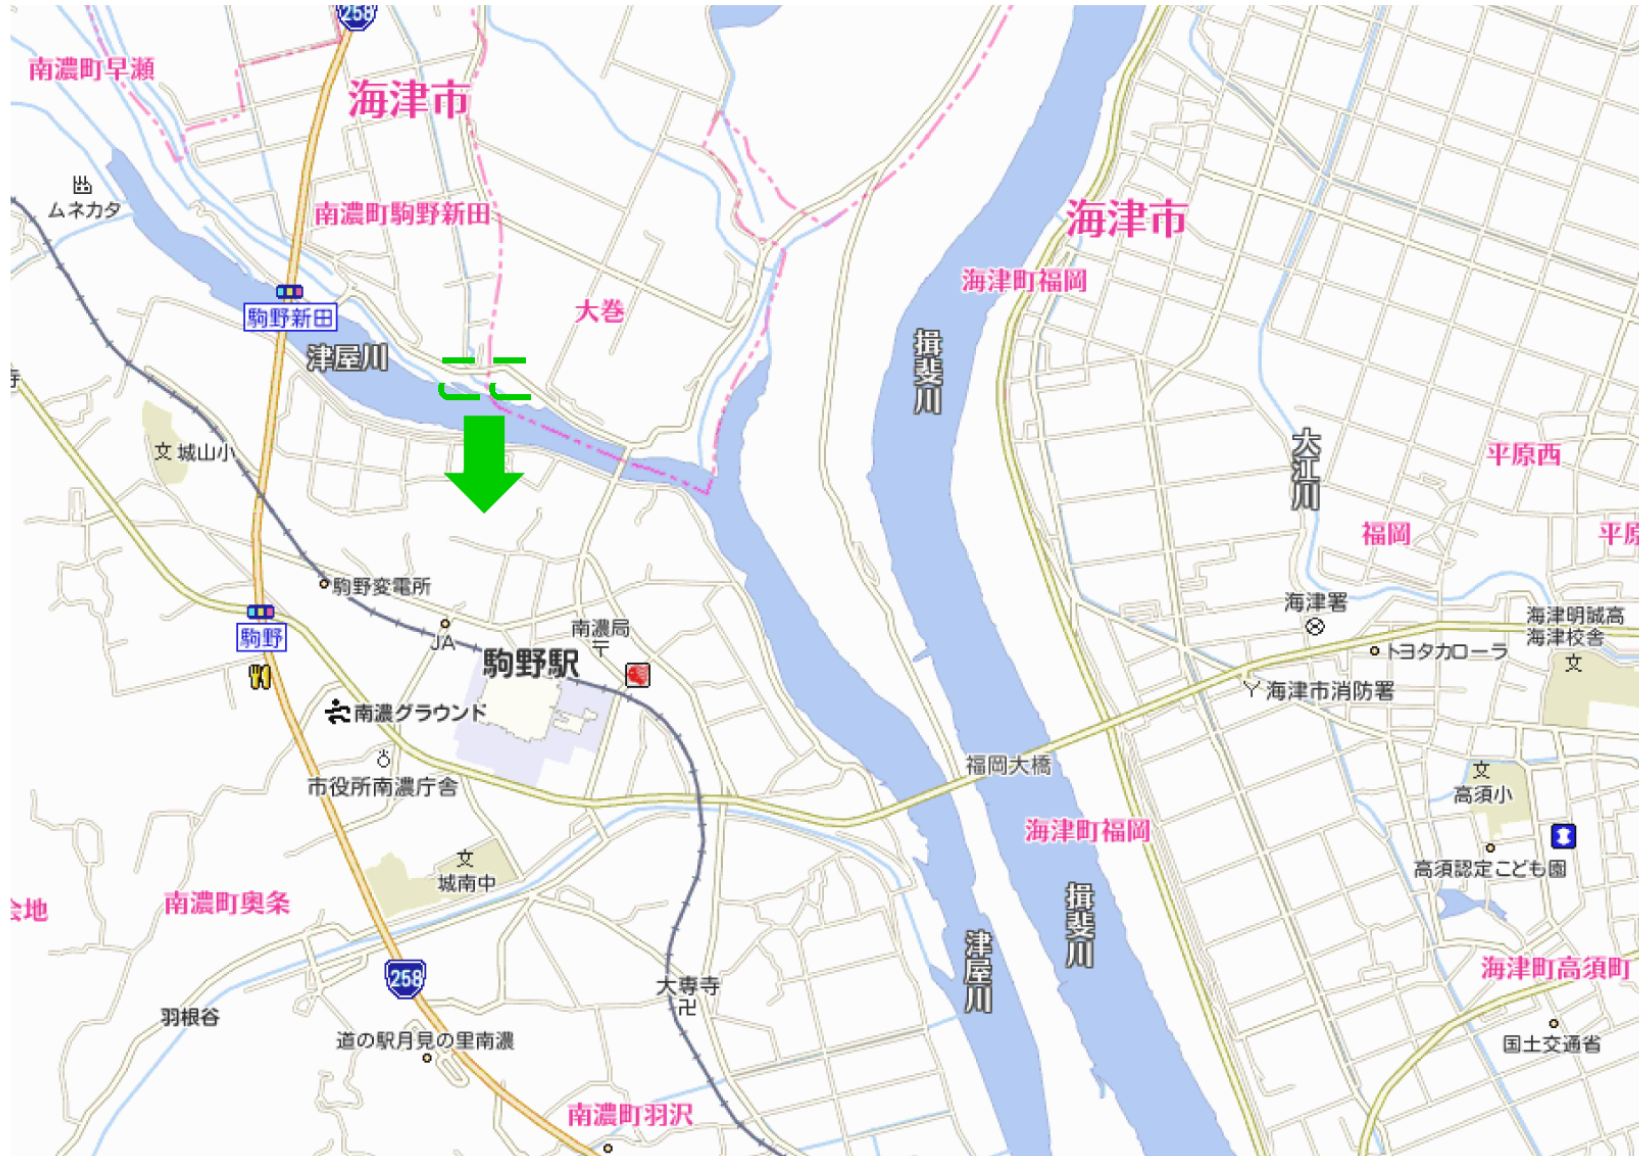 258
南濃町早瀬
海津市
ムネカタ
南濃町駒野新田
海津市
海津町福岡
大巻
駒野新田
津屋川
揖斐川
寺
城山小
文
大江川
平原西
福岡
平原
駒野変電所
海津署
海津明誠高
海津校舎
文
駒野
JA
南濃局
駒野駅
トヨタカローラ
海津市消防署
南濃グラウンド
市役所南濃庁舎
福岡大橋
文
高須小
海津町福岡
文
城南中
高須認定こども園
会地
南濃町奥条
揖斐川
津屋川
258
海津町高須町
大専寺
羽根谷
道の駅月見の里南濃
国土交通省
南濃町羽沢